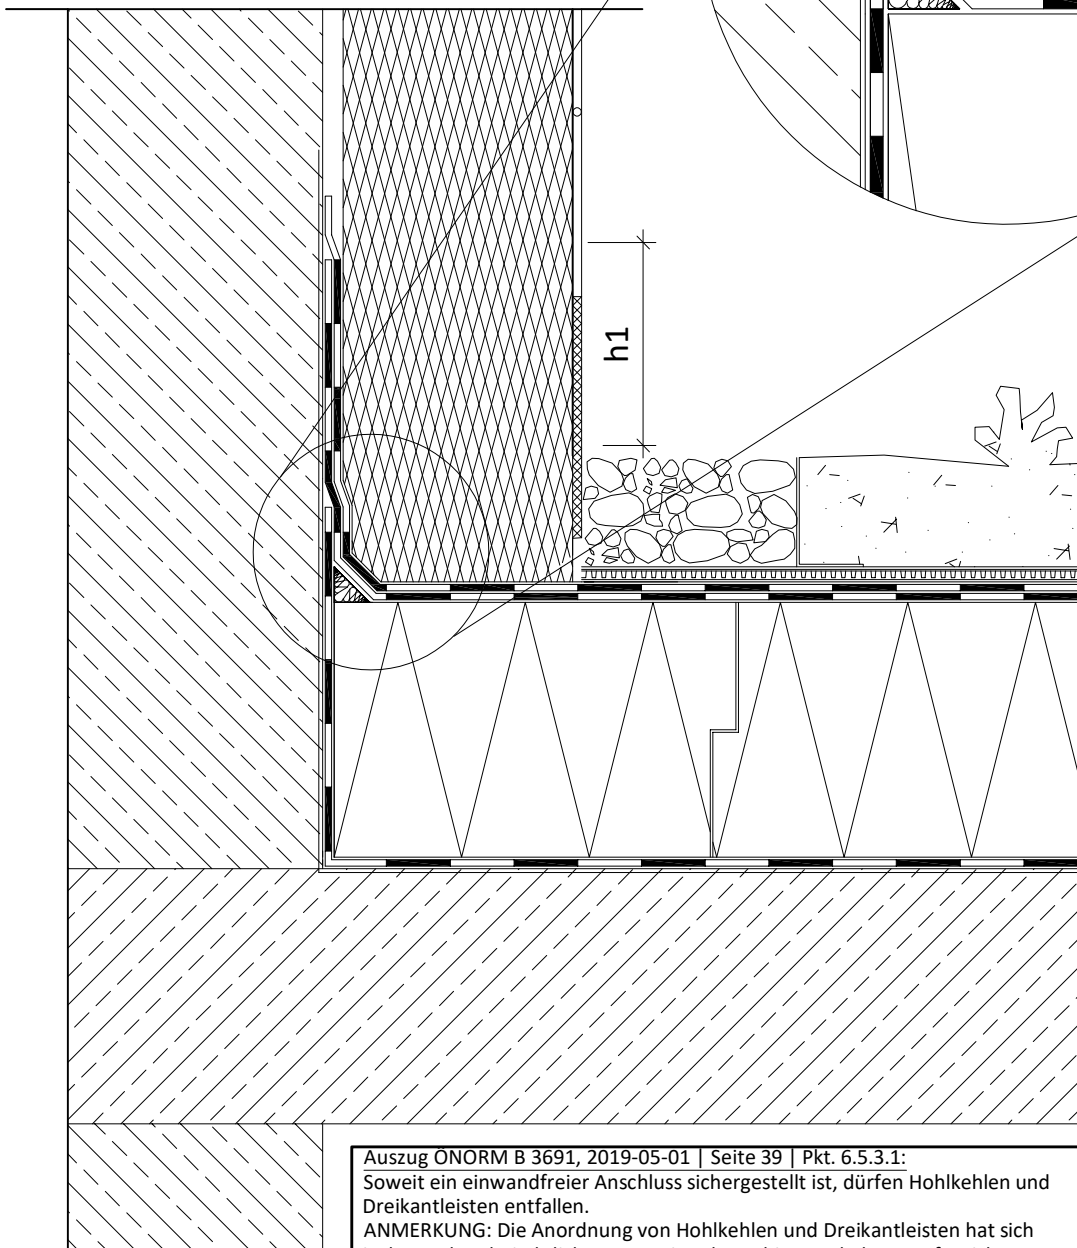 h1
Auszug ÖNORM B 3691, 2019-05-01 | Seite 39 | Pkt. 6.5.3.1:
Soweit ein einwandfreier Anschluss sichergestellt ist, dürfen Hohlkehlen und
Dreikantleisten entfallen.
ANMERKUNG: Die Anordnung von Hohlkehlen und Dreikantleisten hat sich